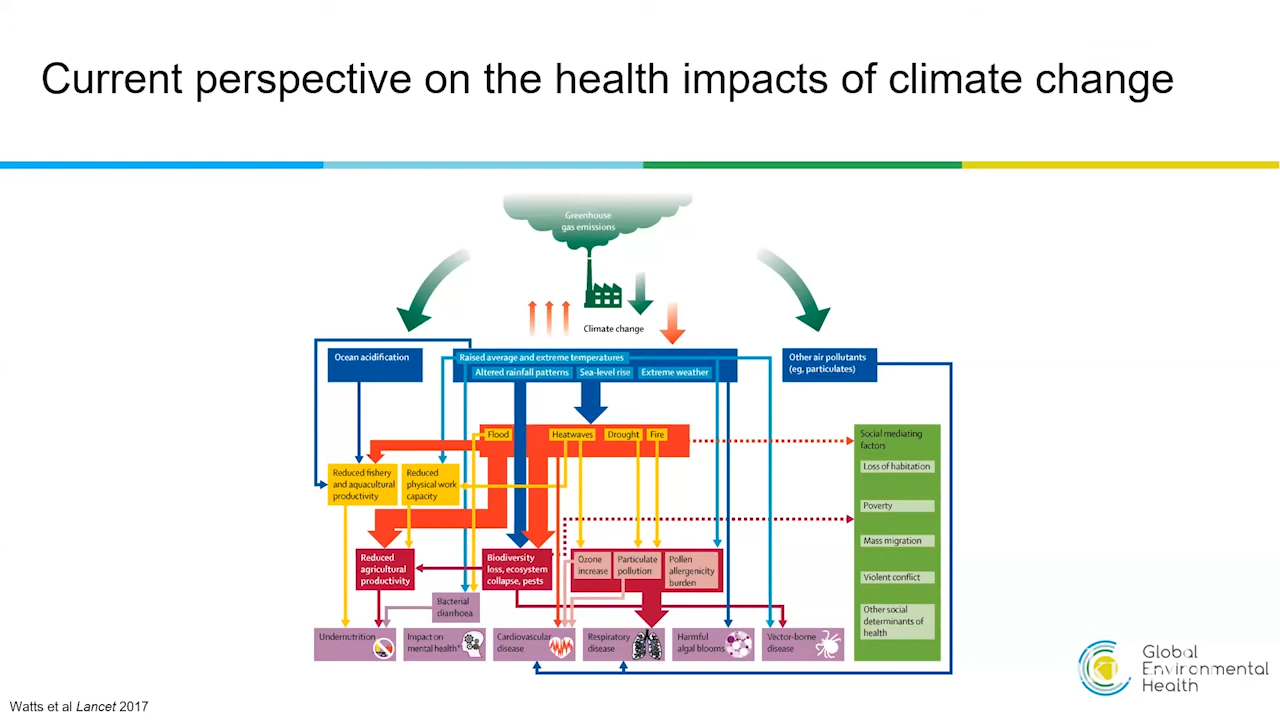 Current perspective on the health impacts of climate change
Greenhouse
gas emissions
Climate change
Ocean acidification
Raised average and extreme temperatures
Altered rainfall patterns
Sea-level rise
Extreme weather
Other air pollutants
(eg, particulates)
Flood
Heatwaves
Drought
Fire
Social mediating
factors
Loss of habitation
Poverty
Mass migration
Violent conflict
Other social
determinants of
health
Reduced fishery
and aquacultural
productivity
Reduced
physical work
capacity
Reduced
agricultural
productivity
Biodiversity
loss, ecosystem
collapse, pests
Ozone
increase
Particulate
pollution
Pollen
allergenicity
burden
Bacterial
diarrhoea
Undernutrition
Impact on
mental health*
Cardiovascular
disease
Respiratory
disease
Harmful
algal blooms
Vector-borne
disease
Global
Environmental
Health
Watts et al Lancet 2017